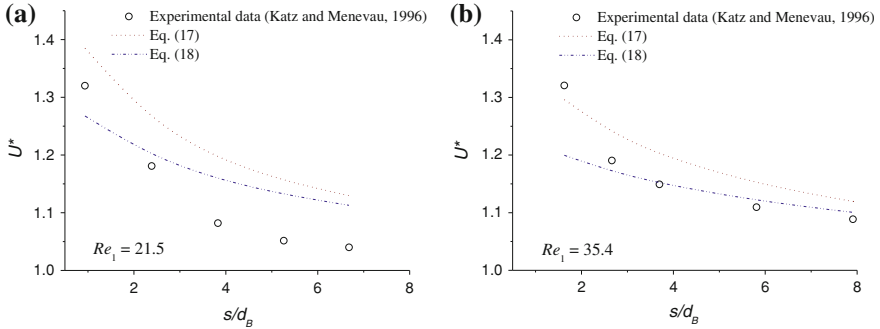 (a)
Experimental data (Katz and Menevau, 1996)
Eq. (17)
Eq. (18)
1.4
1.3
1.2
1.1
1.0
U*
Re1 = 21.5
2
4
6
8
s/dB
(b)
Experimental data (Katz and Menevau, 1996)
Eq. (17)
Eq. (18)
1.4
1.3
1.2
1.1
1.0
U*
Re1 = 35.4
2
4
6
8
s/dB